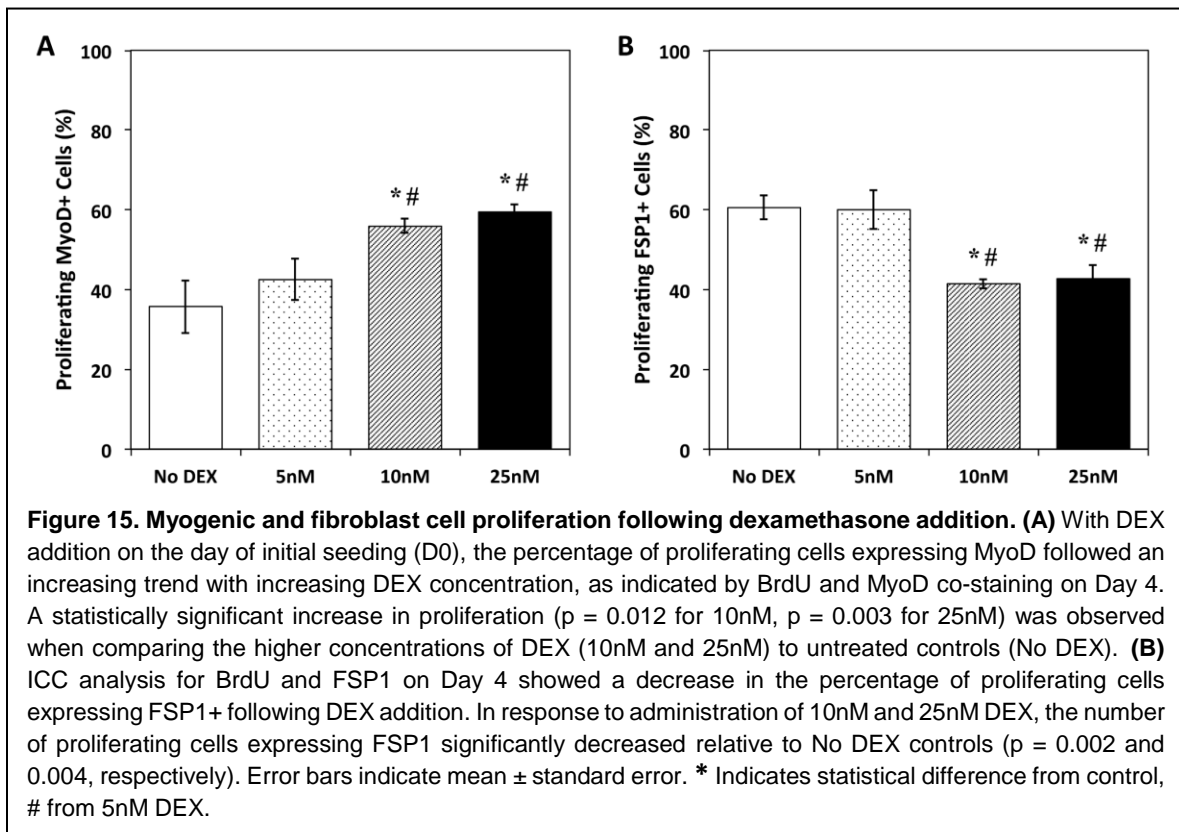 A
Proliferating MyoD+ Cells (%)
100
80
60
40
20
0
* #
* #
No DEX 5nM 10nM 25nM
B
Proliferating FSP1+ Cells (%)
100
80
60
40
20
0
* #
* #
No DEX 5nM 10nM 25nM
Figure 15. Myogenic and fibroblast cell proliferation following dexamethasone addition. (A) With DEX
addition on the day of initial seeding (D0), the percentage of proliferating cells expressing MyoD followed an
increasing trend with increasing DEX concentration, as indicated by BrdU and MyoD co-staining on Day 4.
A statistically significant increase in proliferation (p = 0.012 for 10nM, p = 0.003 for 25nM) was observed
when comparing the higher concentrations of DEX (10nM and 25nM) to untreated controls (No DEX). (B)
ICC analysis for BrdU and FSP1 on Day 4 showed a decrease in the percentage of proliferating cells
expressing FSP1+ following DEX addition. In response to administration of 10nM and 25nM DEX, the number
of proliferating cells expressing FSP1 significantly decreased relative to No DEX controls (p = 0.002 and
0.004, respectively). Error bars indicate mean ± standard error. * Indicates statistical difference from control,
# from 5nM DEX.